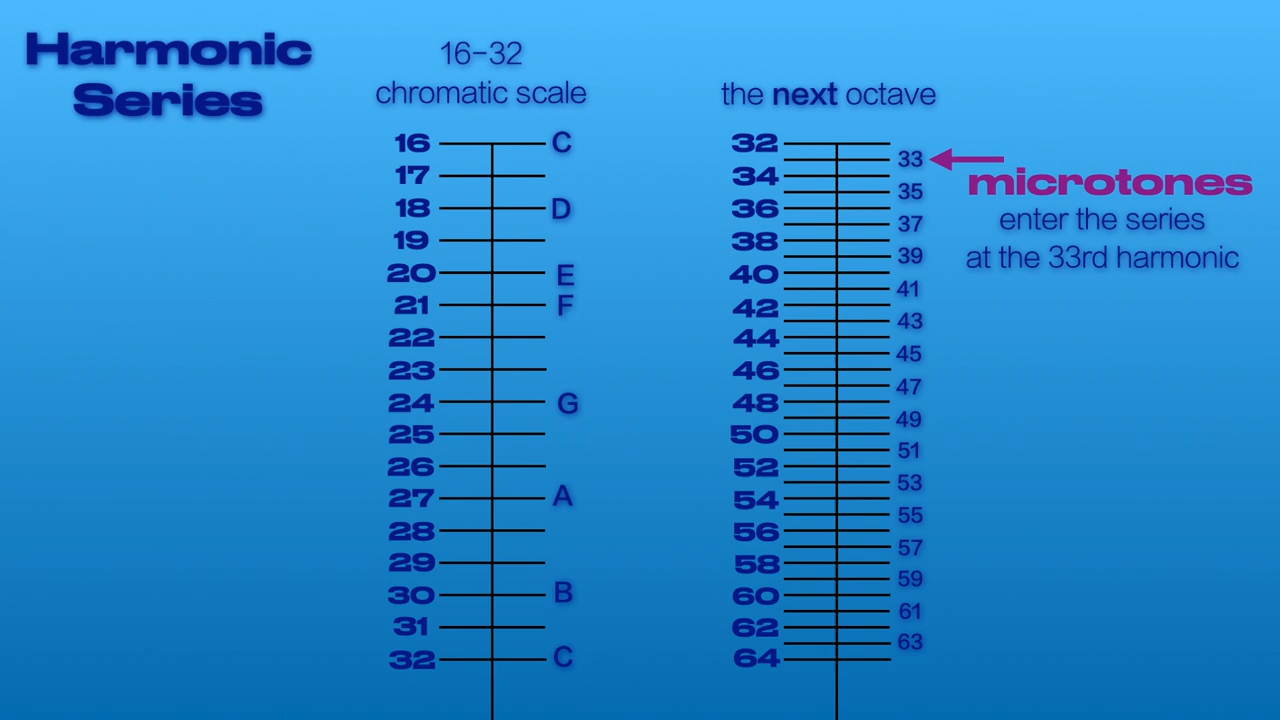 Harmonic
Series
16–32
chromatic scale
16 C
17
18 D
19
20 E
21 F
22
23
24 G
25
26
27 A
28
29
30 B
31
32 C
the next octave
32
33
34
35
36
37
38
39
40
41
42
43
44
45
46
47
48
49
50
51
52
53
54
55
56
57
58
59
60
61
62
63
64
microtones
enter the series
at the 33rd harmonic